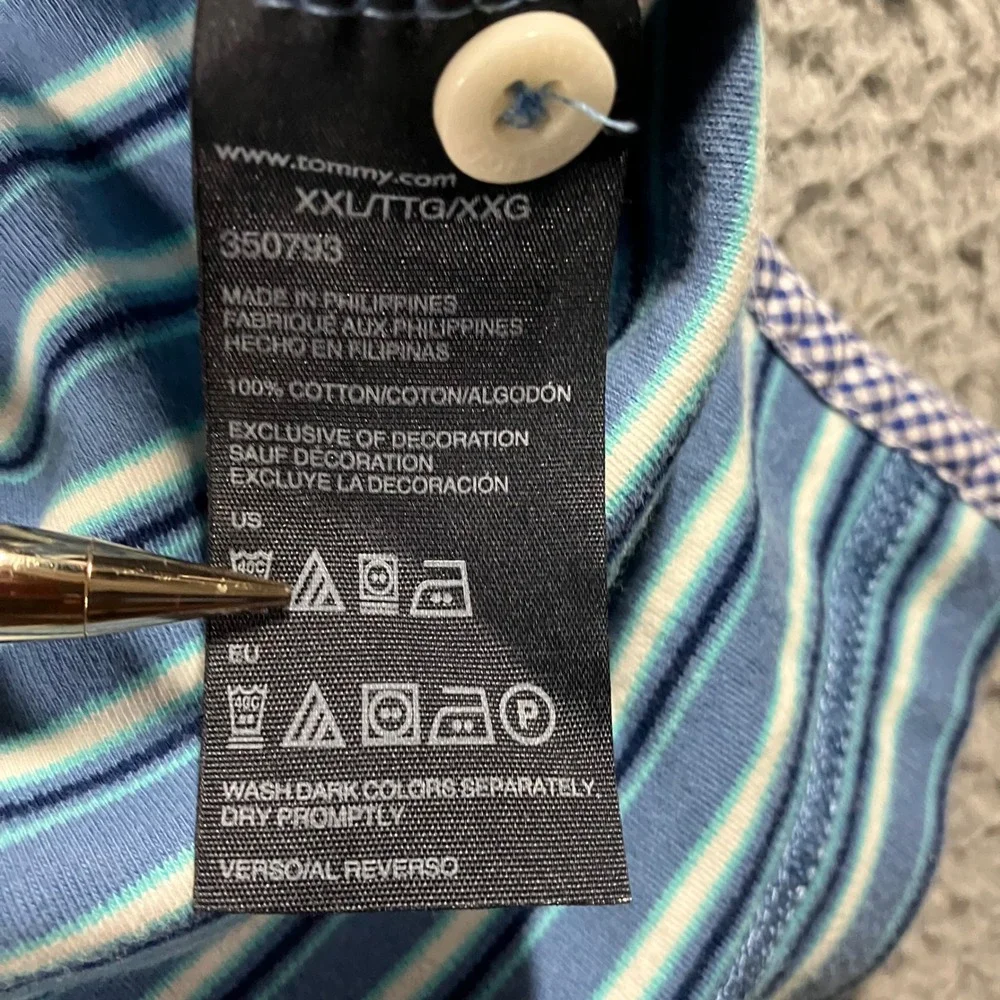 www.tommy.com
XXL/TTG/XXG
350793
MADE IN PHILIPPINES
FABRIQUÉ AUX PHILIPPINES
HECHO EN FILIPINAS
100% COTTON/COTON/ALGODÓN
EXCLUSIVE OF DECORATION
SAUF DÉCORATION
EXCLUYE LA DECORACIÓN
US
40C
EU
40C P
WASH DARK COLORS SEPARATELY.
DRY PROMPTLY
VERSO/AL REVERSO